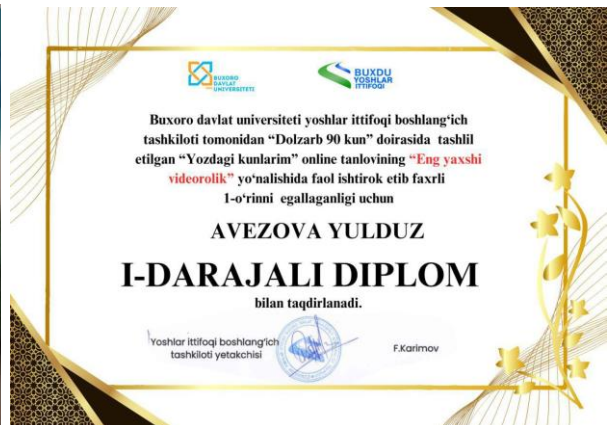 BUXORO
DAVLAT
UNIVERSITETI
BUXDU
YOSHLAR
ITTIFOQI
Buxoro davlat universiteti yoshlar ittifoqi boshlang‘ich
tashkiloti tomonidan “Dolzarb 90 kun” doirasida tashlil
etilgan “Yozdagi kunlarim” online tanlovining “Eng yaxshi
videorolik” yo‘nalishida faol ishtirok etib faxrli
1-o‘rinni egallaganligi uchun
AVEZOVA YULDUZ
I-DARAJALI DIPLOM
bilan taqdirlanadi.
Yoshlar ittifoqi boshlang‘ich
tashkiloti yetakchisi
F.Karimov